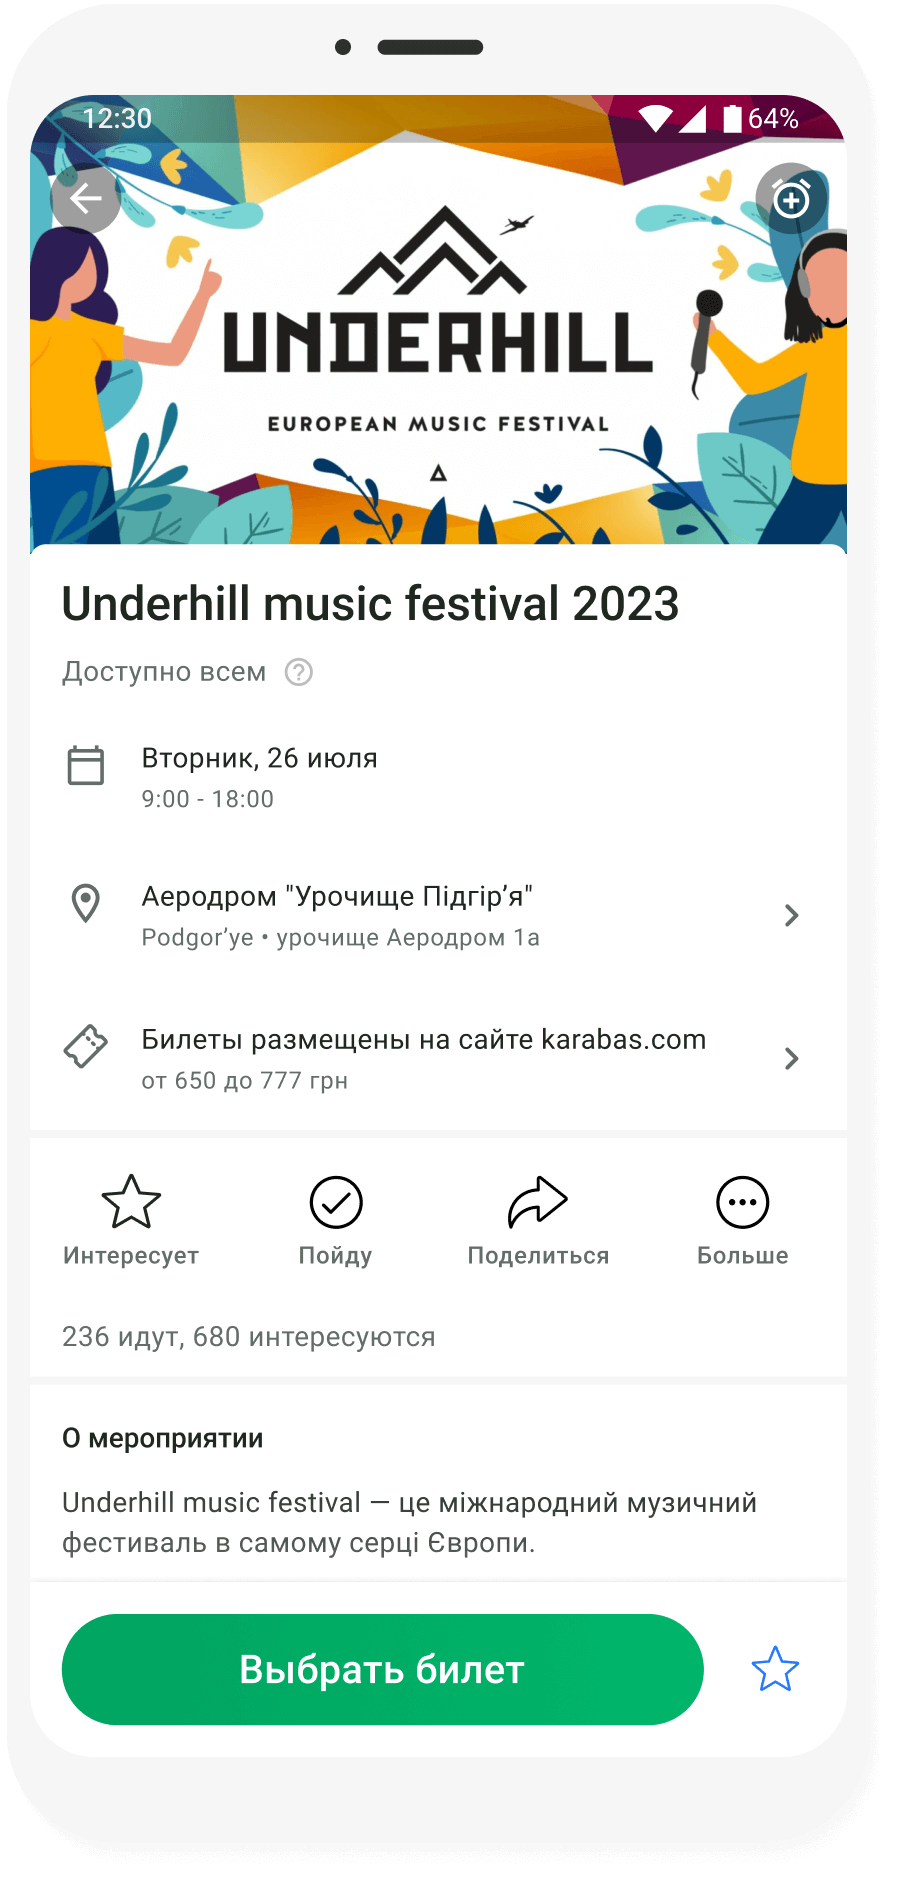 12:30
64%
UNDERHILL
EUROPEAN MUSIC FESTIVAL
Underhill music festival 2023
Доступно всем ?
Вторник, 26 июля
9:00 - 18:00
Аеродром "Урочище Підгір’я"
Podgor’ye • урочище Аеродром 1а
Билеты размещены на сайте karabas.com
от 650 до 777 грн
Интересует
Пойду
Поделиться
Больше
236 идут, 680 интересуются
О мероприятии
Underhill music festival — це міжнародний музичний
фестиваль в самому серці Європи.
Выбрать билет